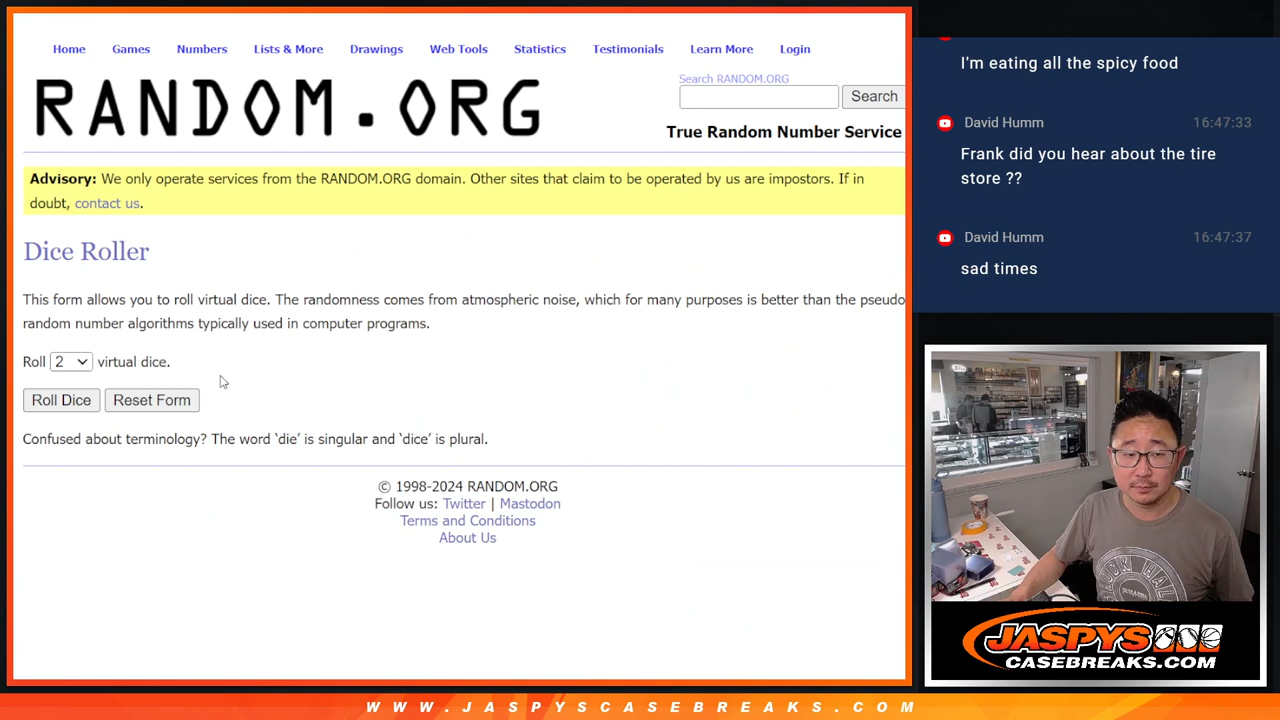 Home Games Numbers Lists & More Drawings Web Tools Statistics Testimonials Learn More Login
RANDOM.ORG
Search RANDOM.ORG
Search
True Random Number Service
Advisory: We only operate services from the RANDOM.ORG domain. Other sites that claim to be operated by us are impostors. If in
doubt, contact us.
Dice Roller
This form allows you to roll virtual dice. The randomness comes from atmospheric noise, which for many purposes is better than the pseudo
random number algorithms typically used in computer programs.
Roll 2 virtual dice.
Roll Dice Reset Form
Confused about terminology? The word ‘die’ is singular and ‘dice’ is plural.
© 1998-2024 RANDOM.ORG
Follow us: Twitter | Mastodon
Terms and Conditions
About Us
I'm eating all the spicy food
David Humm 16:47:33
Frank did you hear about the tire
store ??
David Humm 16:47:37
sad times
JASPYS
CASEBREAKS.COM
WWW.JASPYSCASEBREAKS.COM